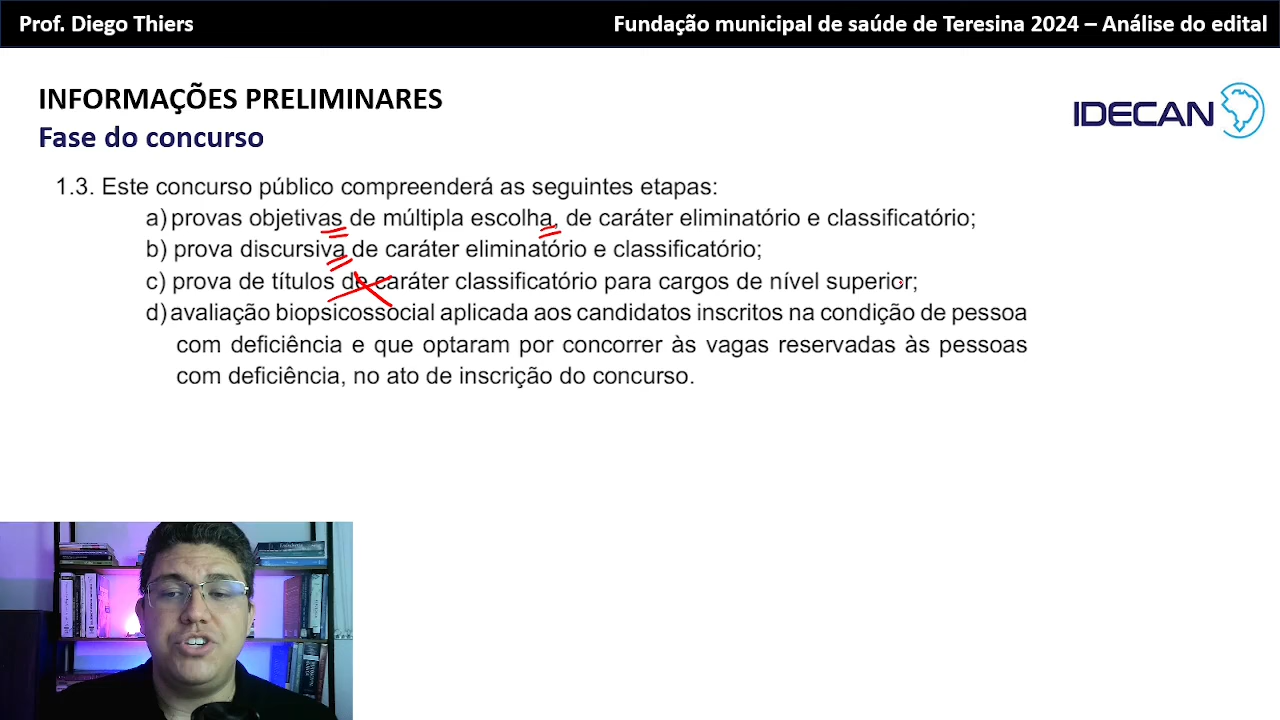 Prof. Diego Thiers
Fundação municipal de saúde de Teresina 2024 – Análise do edital
INFORMAÇÕES PRELIMINARES
Fase do concurso
IDECAN
1.3. Este concurso público compreenderá as seguintes etapas:
a) provas objetivas de múltipla escolha, de caráter eliminatório e classificatório;
b) prova discursiva de caráter eliminatório e classificatório;
c) prova de títulos de caráter classificatório para cargos de nível superior;
d) avaliação biopsicossocial aplicada aos candidatos inscritos na condição de pessoa
com deficiência e que optaram por concorrer às vagas reservadas às pessoas
com deficiência, no ato de inscrição do concurso.